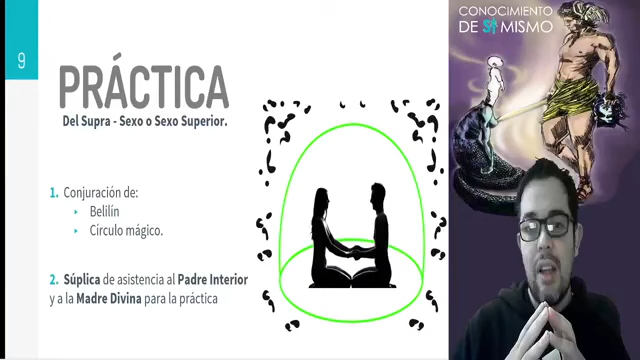 9
PRÁCTICA
Del Supra - Sexo o Sexo Superior.
1. Conjuración de:
Belilín
Círculo mágico.
2. Súplica de asistencia al Padre Interior
y a la Madre Divina para la práctica
CONOCIMIENTO
DE SÍ MISMO